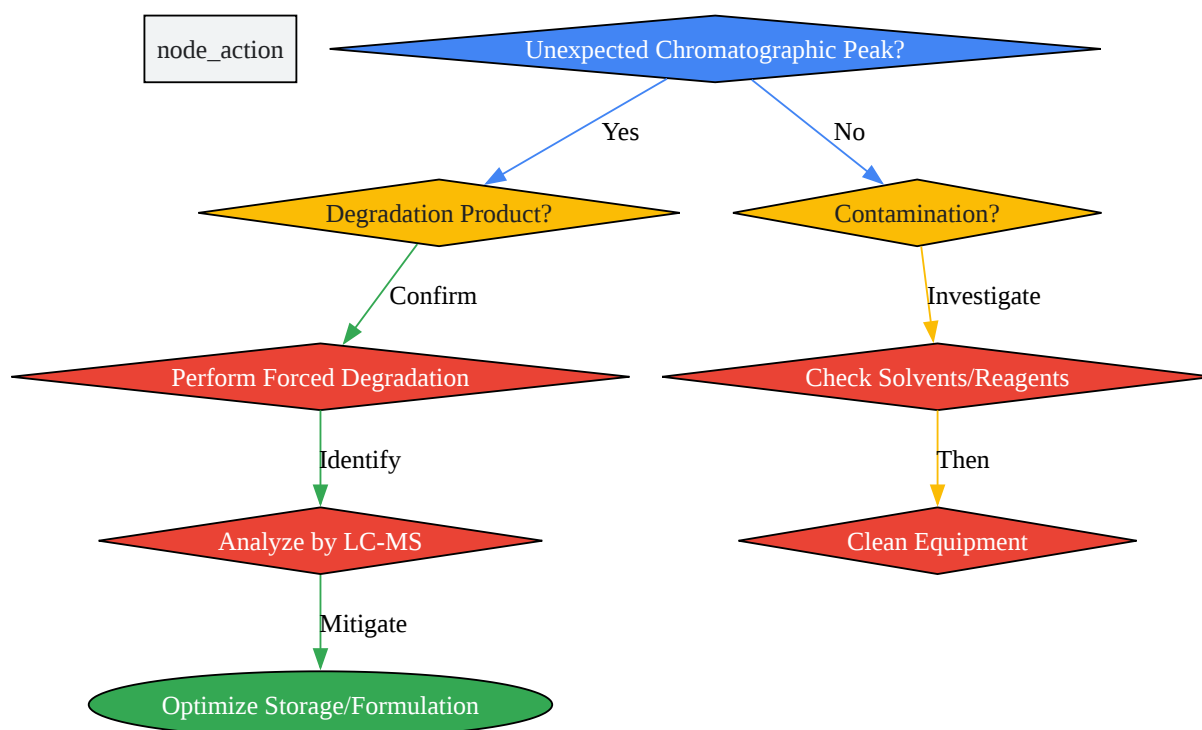 node_action
Unexpected Chromatographic Peak?
Yes
No
Degradation Product?
Contamination?
Confirm
Investigate
Perform Forced Degradation
Check Solvents/Reagents
Identify
Then
Analyze by LC-MS
Clean Equipment
Mitigate
Optimize Storage/Formulation